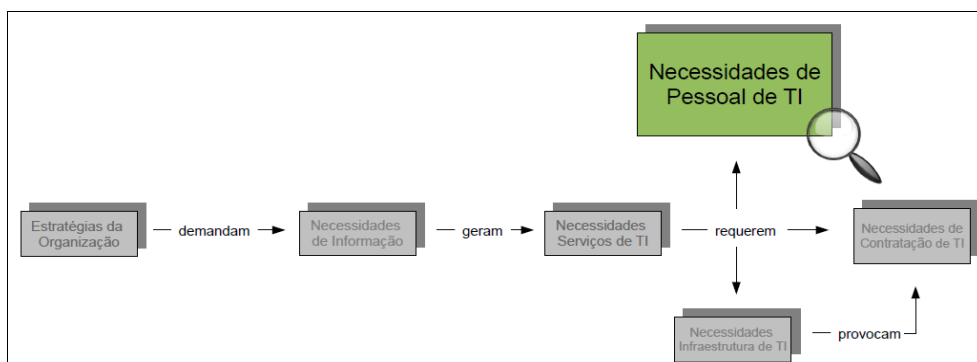 Necessidades de
Pessoal de TI
Estratégias da
Organização
demandam
Necessidades
de Informação
geram
Necessidades
Serviços de TI
requerem
Necessidades de
Contratação de TI
Necessidades
Infraestrutura de TI
provocam